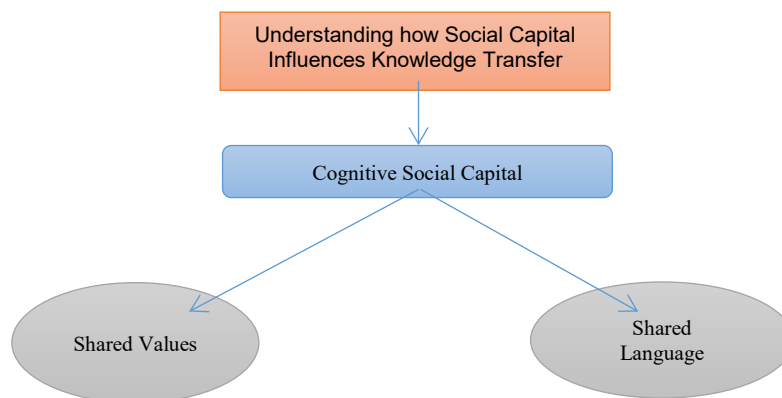 Understanding how Social Capital
Influences Knowledge Transfer
Cognitive Social Capital
Shared Values
Shared
Language